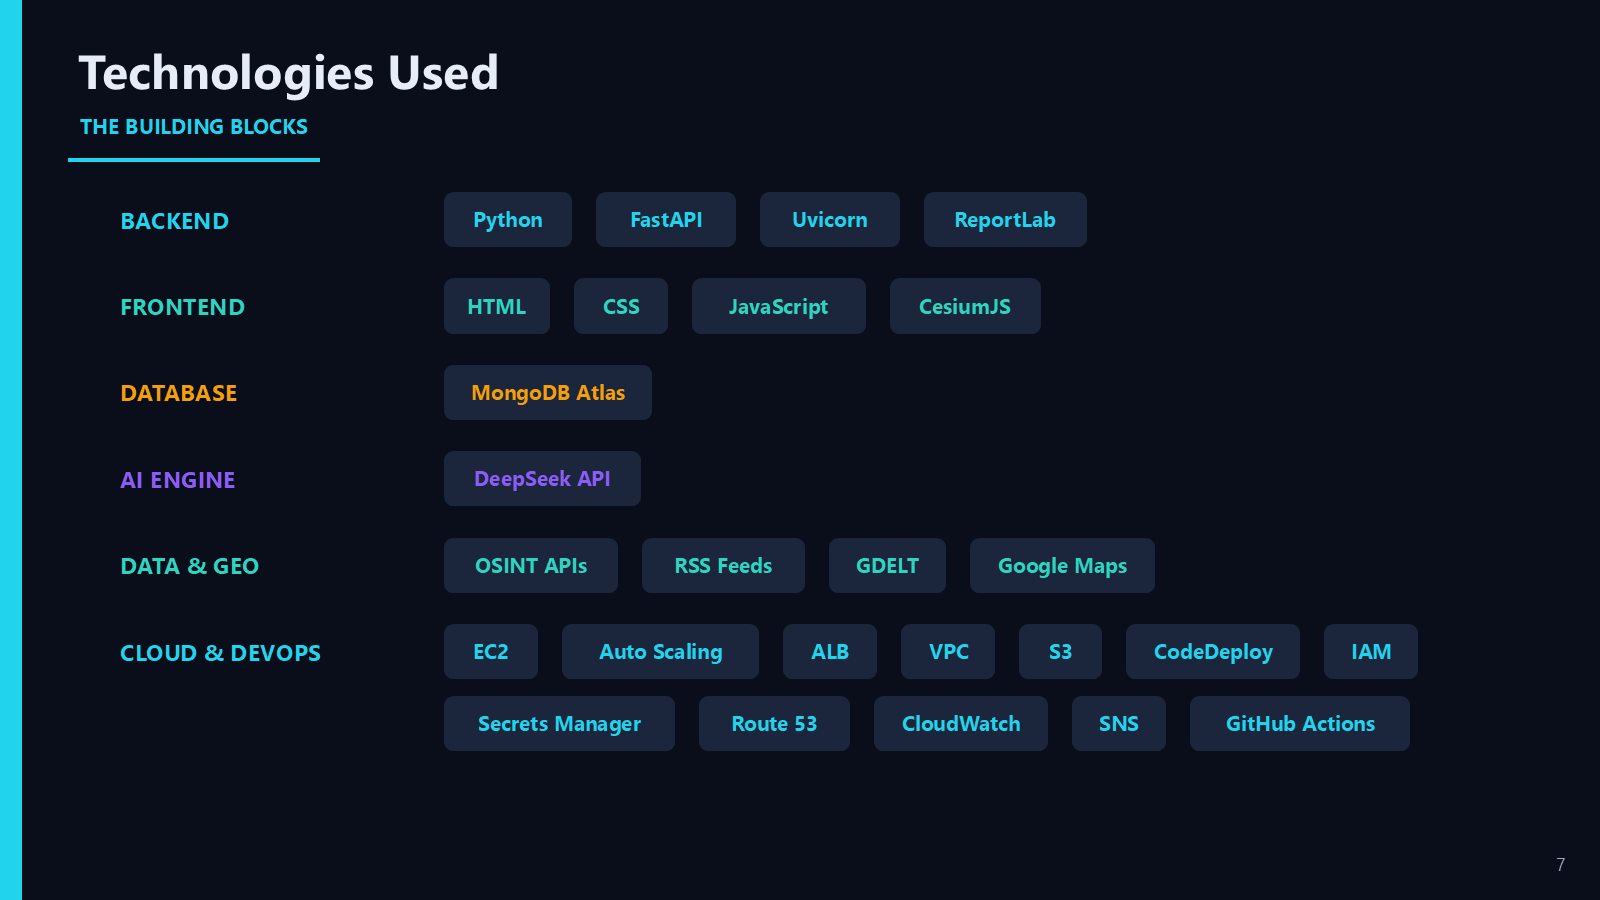 Technologies Used
THE BUILDING BLOCKS
BACKEND Python FastAPI Uvicorn ReportLab
FRONTEND HTML CSS JavaScript CesiumJS
DATABASE MongoDB Atlas
AI ENGINE DeepSeek API
DATA & GEO OSINT APIs RSS Feeds GDELT Google Maps
CLOUD & DEVOPS EC2 Auto Scaling ALB VPC S3 CodeDeploy IAM
Secrets Manager Route 53 CloudWatch SNS GitHub Actions
7